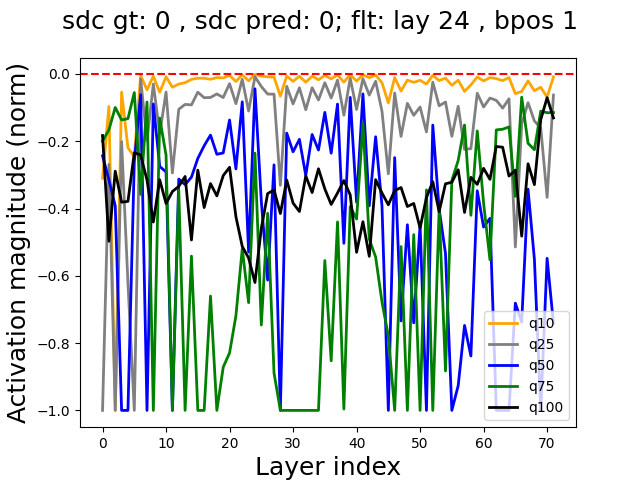 sdc gt: 0 , sdc pred: 0; flt: lay 24 , bpos 1
Activation magnitude (norm)
0.0
−0.2
−0.4
−0.6
−0.8
−1.0
q10
q25
q50
q75
q100
0 10 20 30 40 50 60 70
Layer index